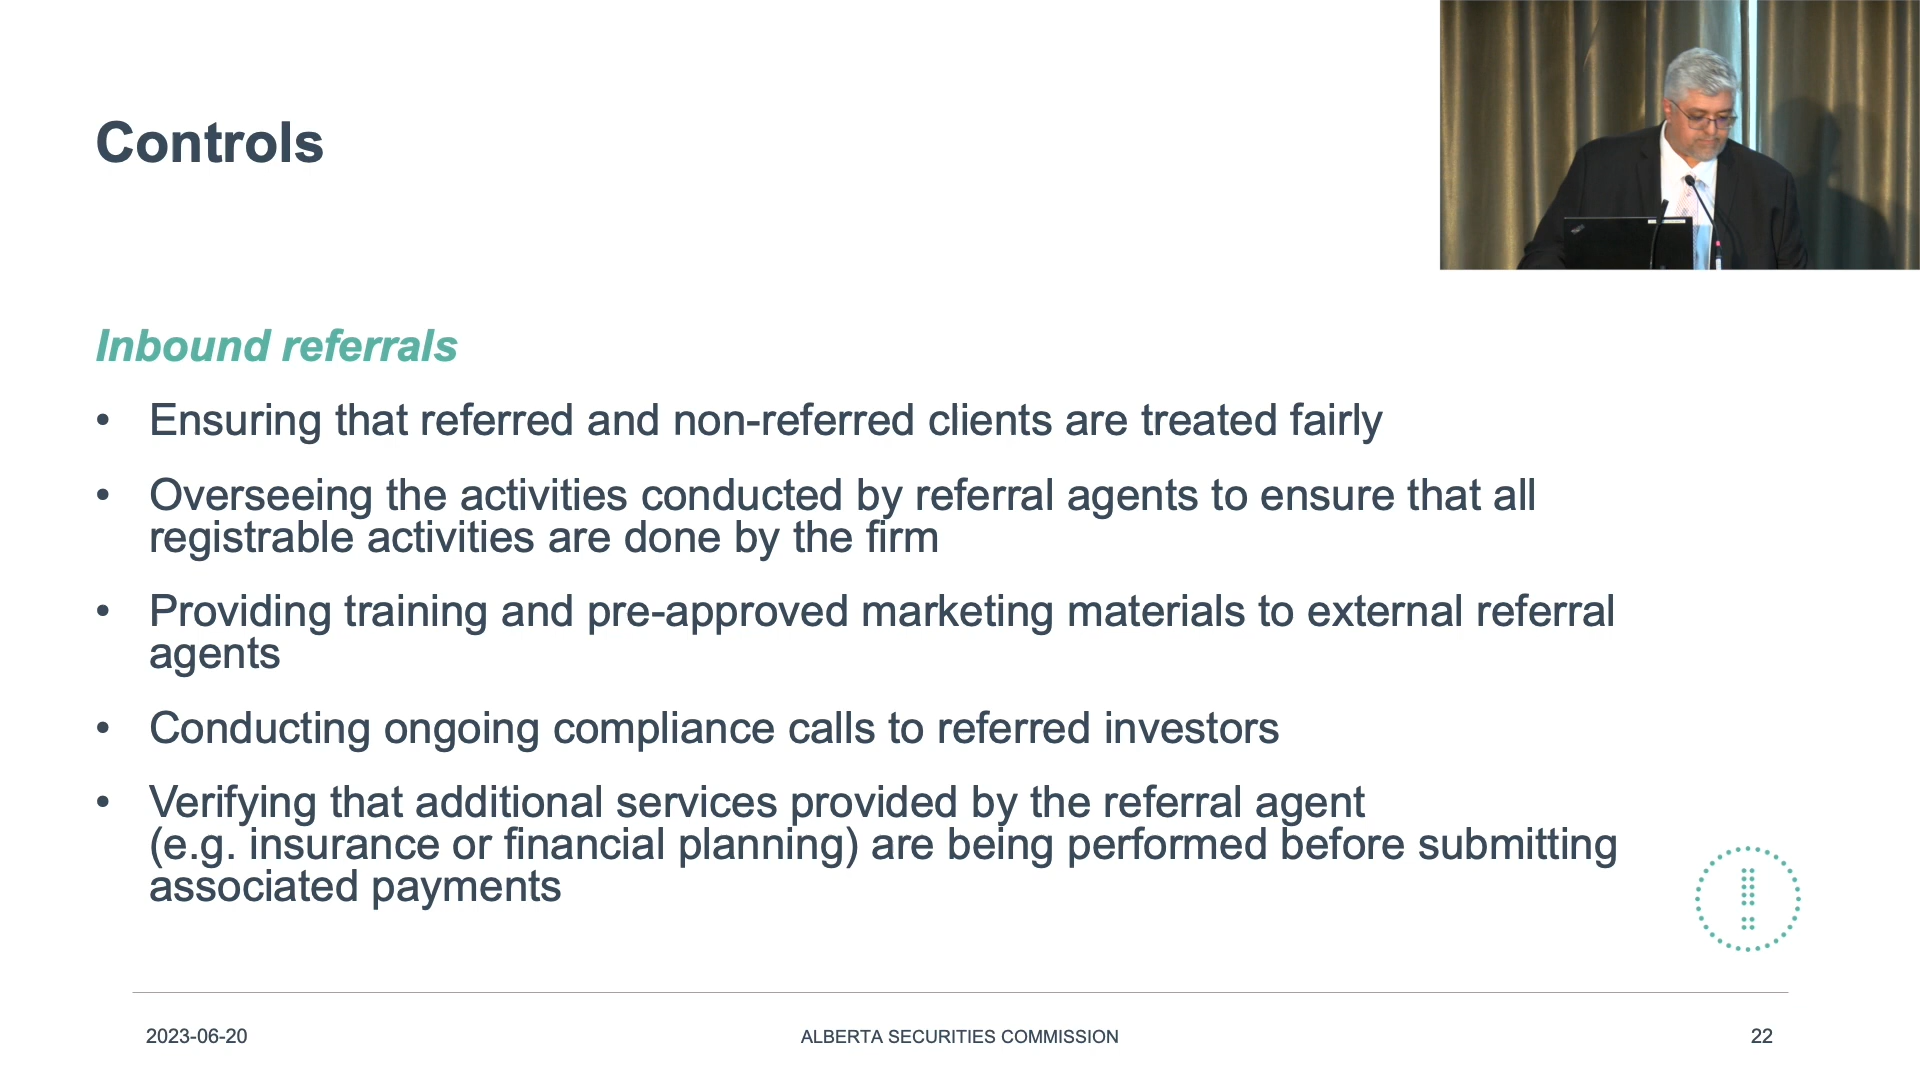 Controls
Inbound referrals
• Ensuring that referred and non-referred clients are treated fairly
• Overseeing the activities conducted by referral agents to ensure that all
registrable activities are done by the firm
• Providing training and pre-approved marketing materials to external referral
agents
• Conducting ongoing compliance calls to referred investors
• Verifying that additional services provided by the referral agent
(e.g. insurance or financial planning) are being performed before submitting
associated payments
2023-06-20
ALBERTA SECURITIES COMMISSION
22